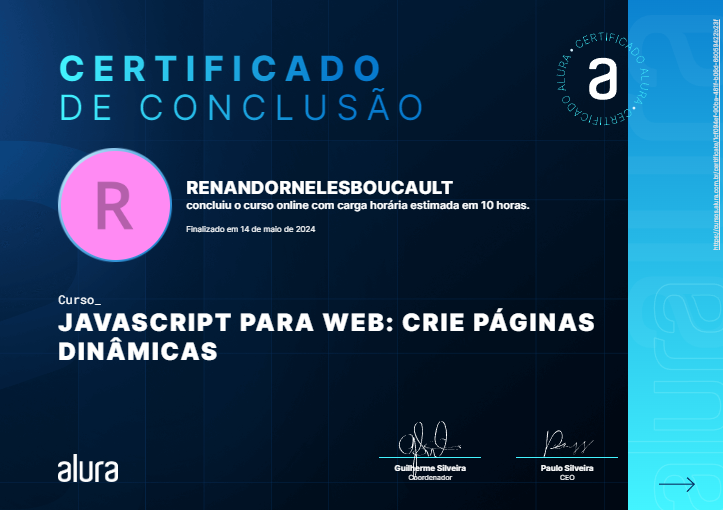 CERTIFICADO
DE CONCLUSÃO
• CERTIFICADO ALURA • CERTIFICADO ALURA
a
R
RENANDORNELESBOUCAULT
concluiu o curso online com carga horária estimada em 10 horas.
Finalizado em 14 de maio de 2024
Curso_
JAVASCRIPT PARA WEB: CRIE PÁGINAS
DINÂMICAS
Guilherme Silveira
Coordenador
Paulo Silveira
CEO
alura
alura